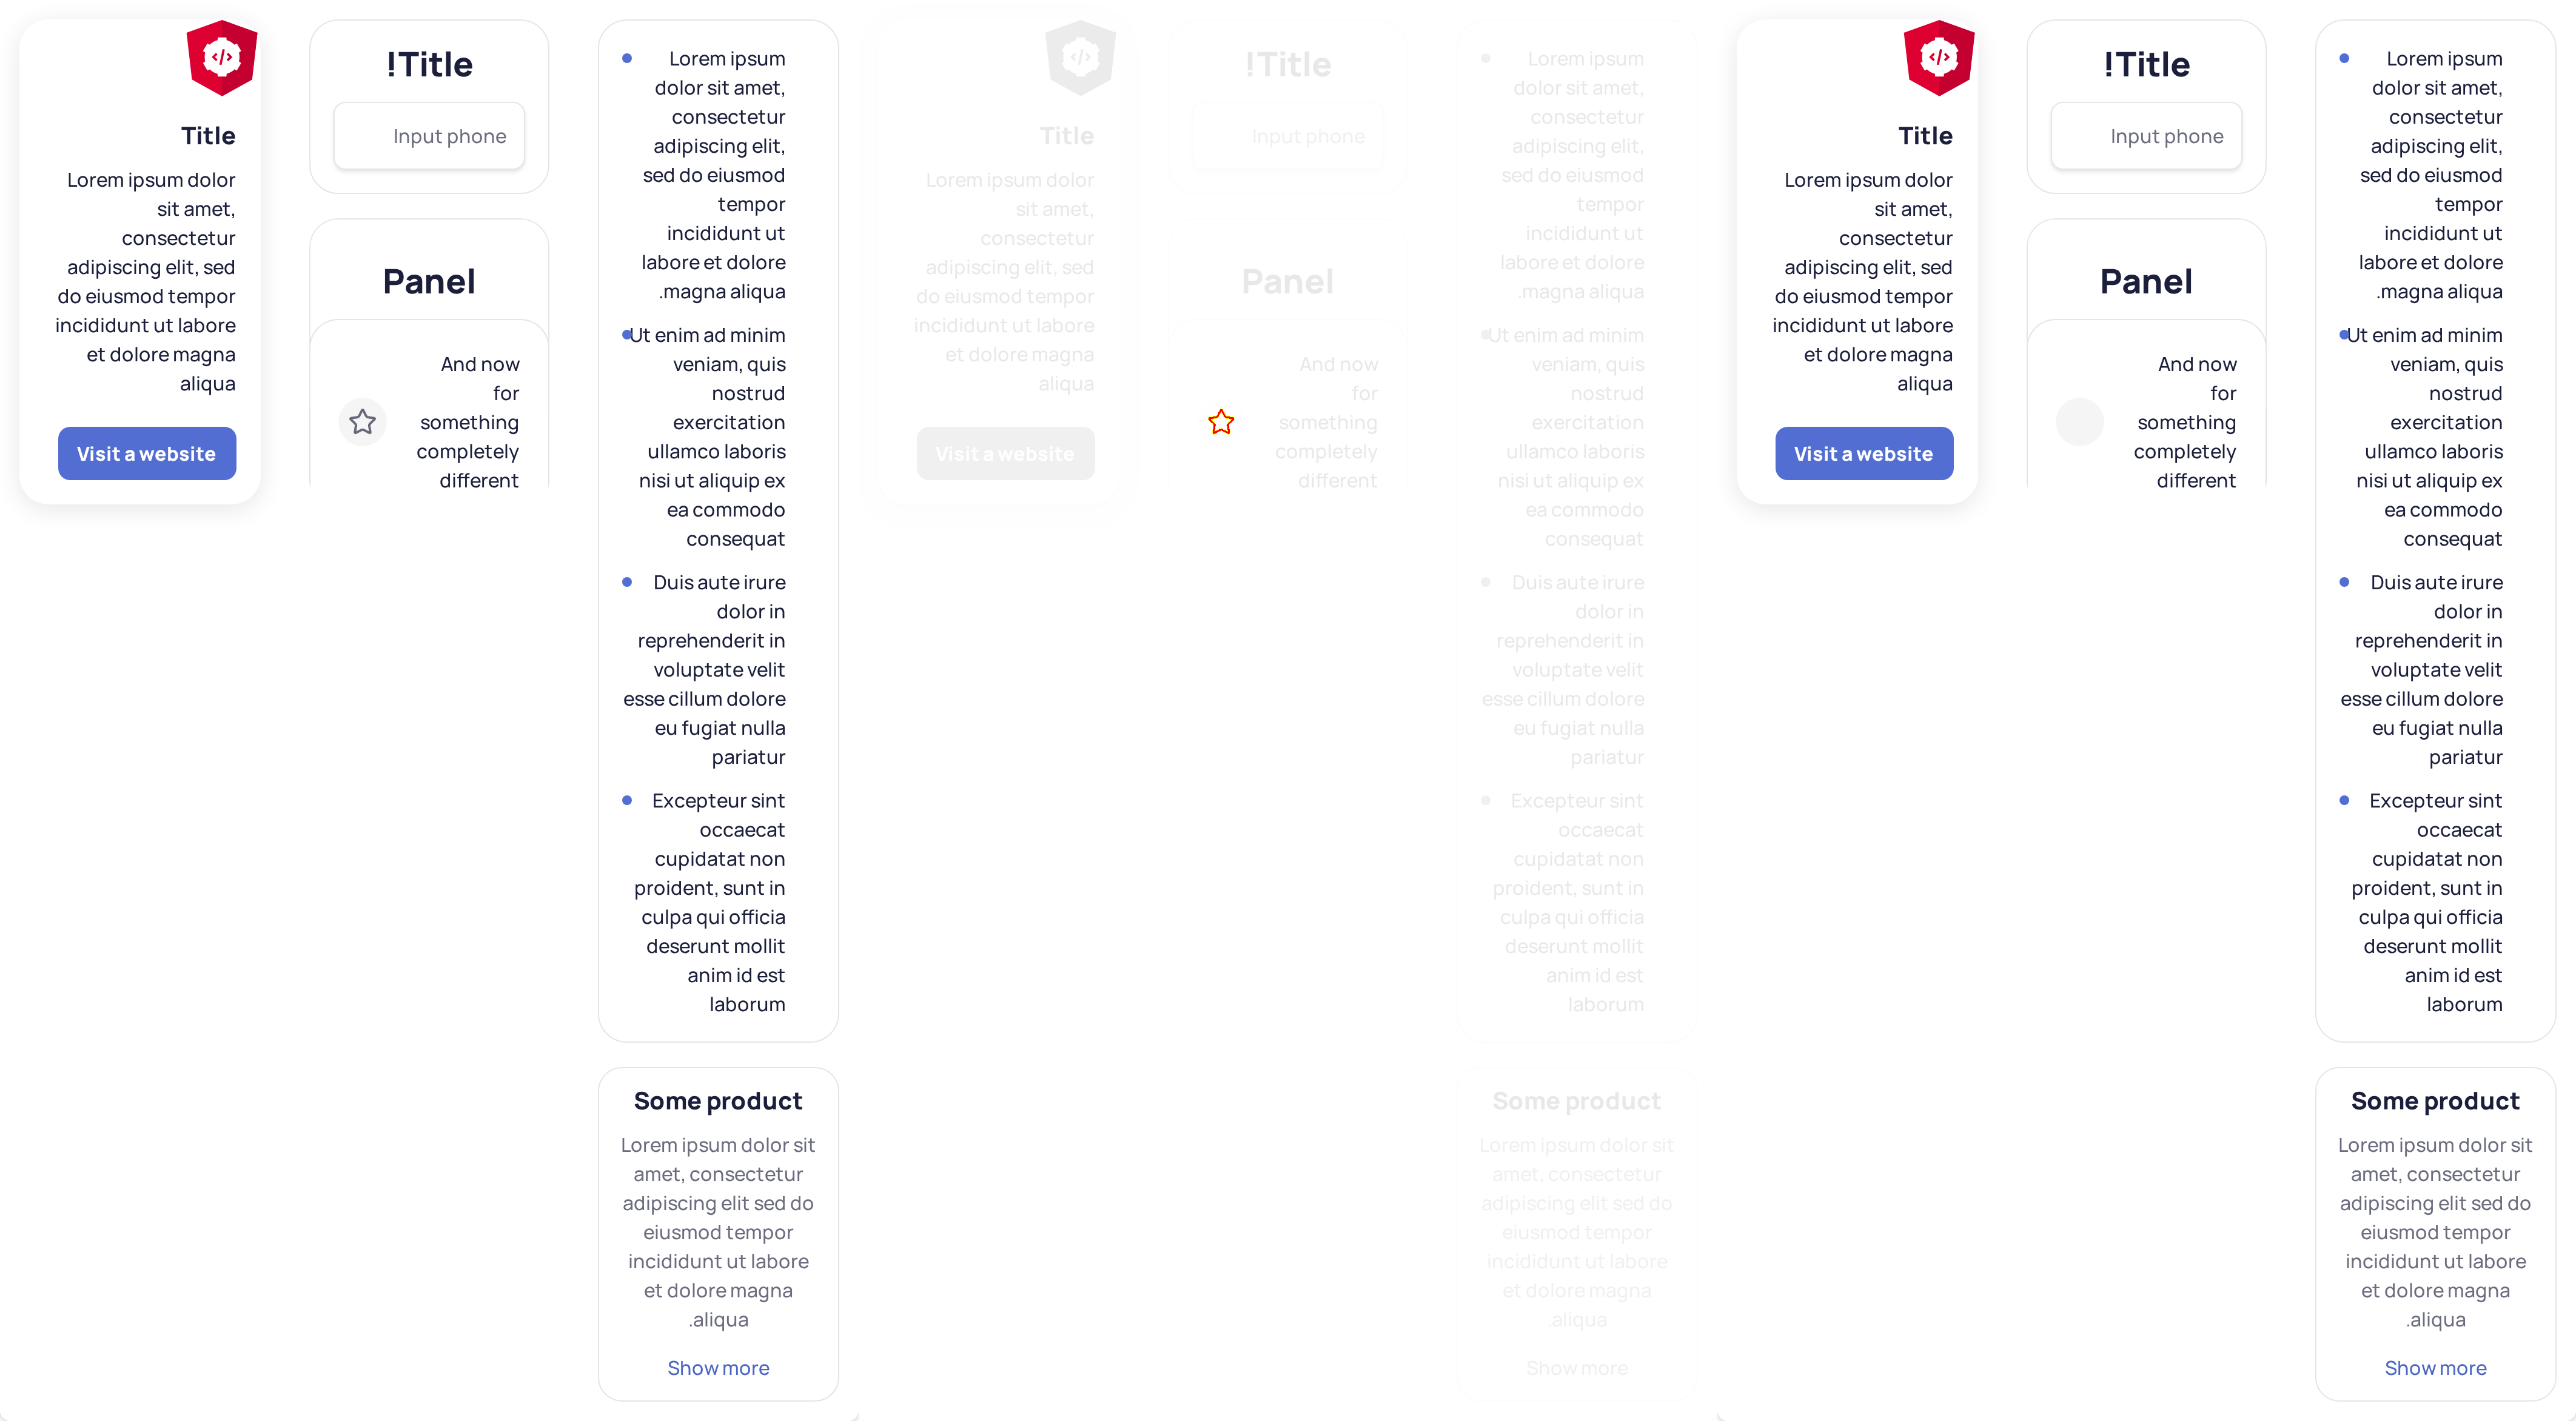 Title
Lorem ipsum dolor
sit amet,
consectetur
adipiscing elit, sed
do eiusmod tempor
incididunt ut labore
et dolore magna
aliqua
Visit a website
!Title
Input phone
Panel
And now
for
something
completely
different
Lorem ipsum
dolor sit amet,
consectetur
adipiscing elit,
sed do eiusmod
tempor
incididunt ut
labore et dolore
.magna aliqua
Ut enim ad minim
veniam, quis
nostrud
exercitation
ullamco laboris
nisi ut aliquip ex
ea commodo
consequat
Duis aute irure
dolor in
reprehenderit in
voluptate velit
esse cillum dolore
eu fugiat nulla
pariatur
Excepteur sint
occaecat
cupidatat non
proident, sunt in
culpa qui officia
deserunt mollit
anim id est
laborum
Some product
Lorem ipsum dolor sit
amet, consectetur
adipiscing elit sed do
eiusmod tempor
incididunt ut labore
et dolore magna
.aliqua
Show more
Title
Lorem ipsum dolor
sit amet,
consectetur
adipiscing elit, sed
do eiusmod tempor
incididunt ut labore
et dolore magna
aliqua
Visit a website
!Title
Input phone
Panel
And now
for
something
completely
different
Lorem ipsum
dolor sit amet,
consectetur
adipiscing elit,
sed do eiusmod
tempor
incididunt ut
labore et dolore
.magna aliqua
Ut enim ad minim
veniam, quis
nostrud
exercitation
ullamco laboris
nisi ut aliquip ex
ea commodo
consequat
Duis aute irure
dolor in
reprehenderit in
voluptate velit
esse cillum dolore
eu fugiat nulla
pariatur
Excepteur sint
occaecat
cupidatat non
proident, sunt in
culpa qui officia
deserunt mollit
anim id est
laborum
Some product
Lorem ipsum dolor sit
amet, consectetur
adipiscing elit sed do
eiusmod tempor
incididunt ut labore
et dolore magna
.aliqua
Show more
Title
Lorem ipsum dolor
sit amet,
consectetur
adipiscing elit, sed
do eiusmod tempor
incididunt ut labore
et dolore magna
aliqua
Visit a website
!Title
Input phone
Panel
And now
for
something
completely
different
Lorem ipsum
dolor sit amet,
consectetur
adipiscing elit,
sed do eiusmod
tempor
incididunt ut
labore et dolore
.magna aliqua
Ut enim ad minim
veniam, quis
nostrud
exercitation
ullamco laboris
nisi ut aliquip ex
ea commodo
consequat
Duis aute irure
dolor in
reprehenderit in
voluptate velit
esse cillum dolore
eu fugiat nulla
pariatur
Excepteur sint
occaecat
cupidatat non
proident, sunt in
culpa qui officia
deserunt mollit
anim id est
laborum
Some product
Lorem ipsum dolor sit
amet, consectetur
adipiscing elit sed do
eiusmod tempor
incididunt ut labore
et dolore magna
.aliqua
Show more